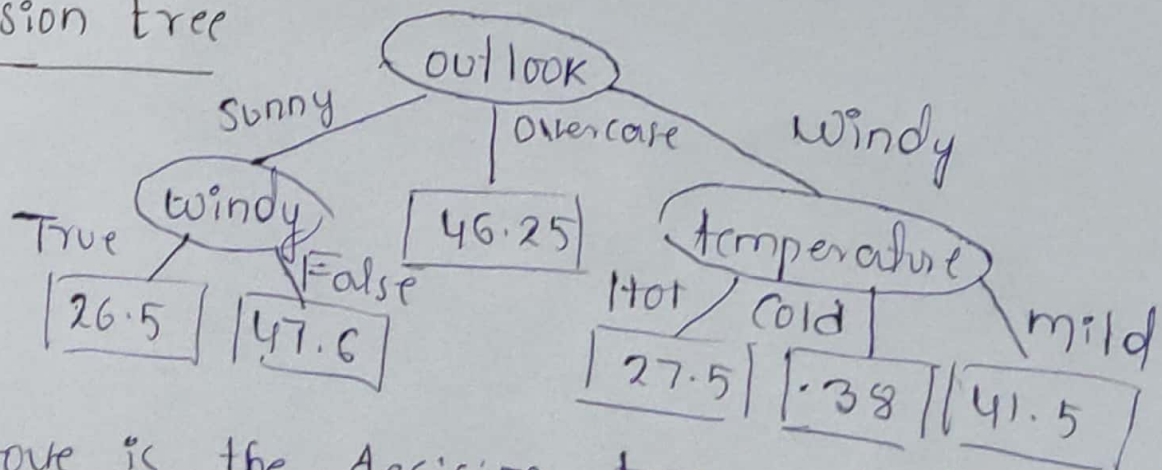 sion tree
outlook
Sunny
Overcase
Windy
windy
46.25
temperature
True
False
Hot
Cold
mild
26.5
47.6
27.5
.38
41.5
ove is the